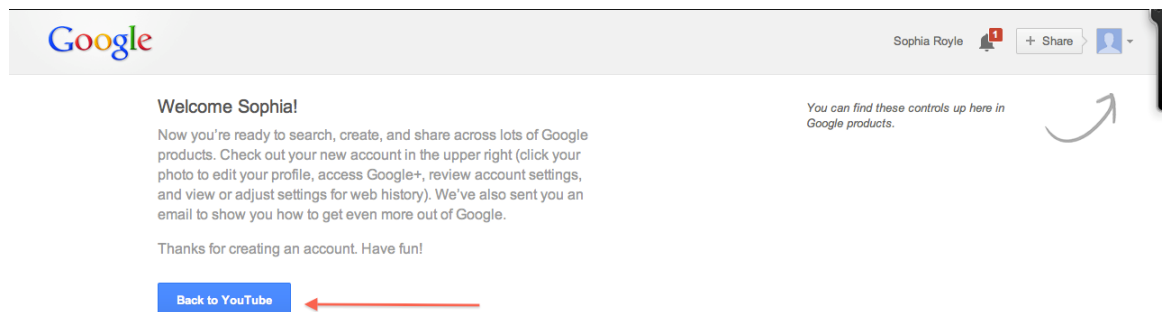 Google
Sophia Royle
1
+ Share
Welcome Sophia!
Now you're ready to search, create, and share across lots of Google
products. Check out your new account in the upper right (click your
photo to edit your profile, access Google+, review account settings,
and view or adjust settings for web history). We've also sent you an
email to show you how to get even more out of Google.
Thanks for creating an account. Have fun!
Back to YouTube
You can find these controls up here in
Google products.